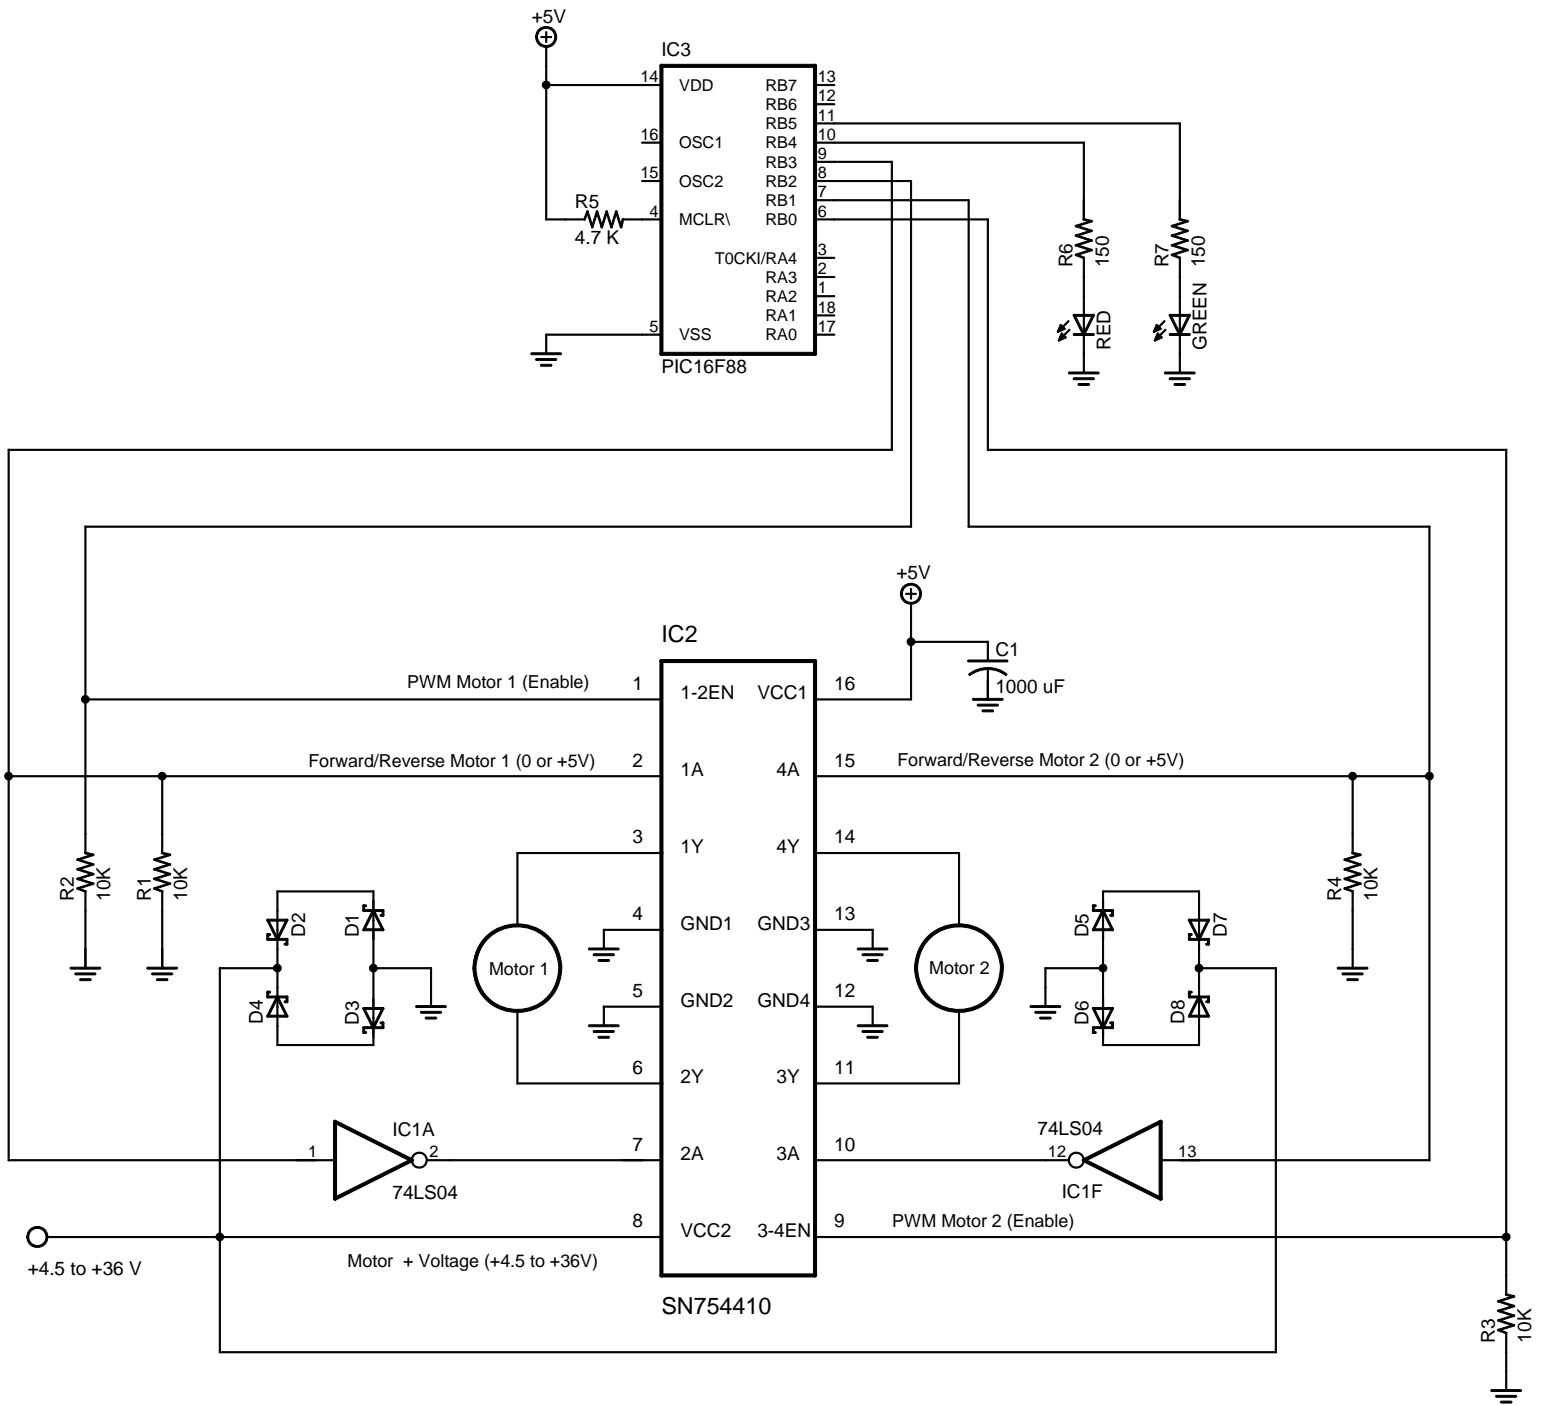 +5V
IC3
14 VDD RB7 13
RB6 12
RB5 11
16 OSC1 RB4 10
RB3 9
15 OSC2 RB2 8
RB1 7
R5
4 MCLR\ RB0 6
4.7 K
T0CKI/RA4 3
RA3 2
RA2 1
RA1 18
5 VSS RA0 17
PIC16F88
R6
150
RED
R7
150
GREEN
+5V
C1
1000 uF
IC2
PWM Motor 1 (Enable) 1 1-2EN VCC1 16
Forward/Reverse Motor 1 (0 or +5V) 2 1A 4A 15 Forward/Reverse Motor 2 (0 or +5V)
3 1Y 4Y 14
R2
10K
R1
10K
R4
10K
D2
D1
D5
D7
4 GND1 GND3 13
Motor 1
Motor 2
D4
D3
D6
D8
5 GND2 GND4 12
6 2Y 3Y 11
IC1A
74LS04
1 2 7 2A 3A 10 12 13
74LS04
IC1F
8 VCC2 3-4EN 9 PWM Motor 2 (Enable)
+4.5 to +36 V
Motor + Voltage (+4.5 to +36V)
SN754410
R3
10K